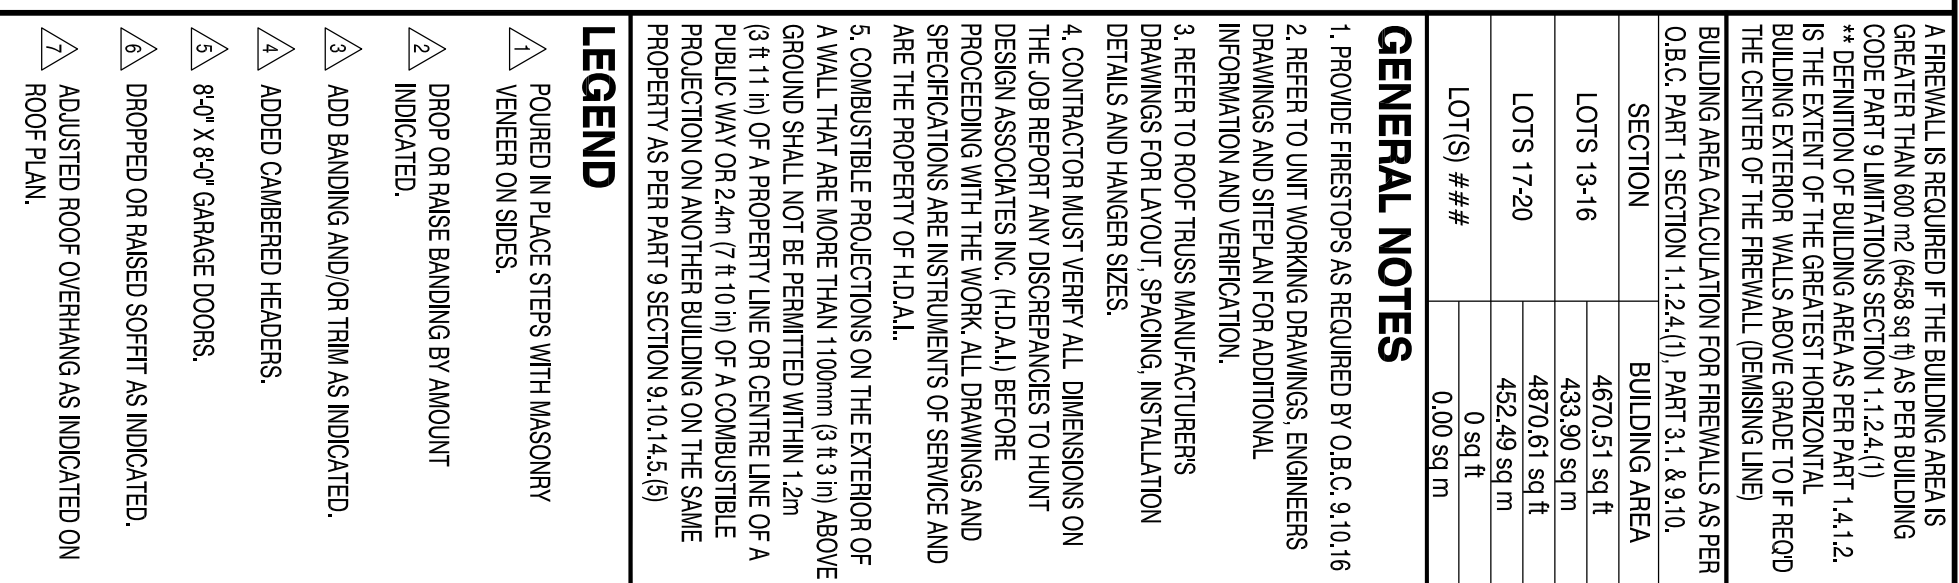 A FIREWALL IS REQUIRED IF THE BUILDING AREA IS
GREATER THAN 600 m2 (6458 sq ft) AS PER BUILDING
CODE PART 9 LIMITATIONS SECTION 1.1.2.4.(1)
** DEFINITION OF BUILDING AREA AS PER PART 1.4.1.2.
IS THE EXTENT OF THE GREATEST HORIZONTAL
BUILDING EXTERIOR WALLS ABOVE GRADE TO IF REQ'D
THE CENTER OF THE FIREWALL (DEMISING LINE)
BUILDING AREA CALCULATION FOR FIREWALLS AS PER
O.B.C. PART 1 SECTION 1.1.2.4.(1), PART 3.1. & 9.10.
SECTION BUILDING AREA
LOTS 13-16 4670.51 sq ft
433.90 sq m
LOTS 17-20 4870.61 sq ft
452.49 sq m
LOT(S) ### 0 sq ft
0.00 sq m
GENERAL NOTES
1. PROVIDE FIRESTOPS AS REQUIRED BY O.B.C. 9.10.16
2. REFER TO UNIT WORKING DRAWINGS, ENGINEERS
DRAWINGS AND SITEPLAN FOR ADDITIONAL
INFORMATION AND VERIFICATION.
3. REFER TO ROOF TRUSS MANUFACTURER'S
DRAWINGS FOR LAYOUT, SPACING, INSTALLATION
DETAILS AND HANGER SIZES.
4. CONTRACTOR MUST VERIFY ALL DIMENSIONS ON
THE JOB REPORT ANY DISCREPANCIES TO HUNT
DESIGN ASSOCIATES INC. (H.D.A.I.) BEFORE
PROCEEDING WITH THE WORK. ALL DRAWINGS AND
SPECIFICATIONS ARE INSTRUMENTS OF SERVICE AND
ARE THE PROPERTY OF H.D.A.I..
5. COMBUSTIBLE PROJECTIONS ON THE EXTERIOR OF
A WALL THAT ARE MORE THAN 1100mm (3 ft 3 in) ABOVE
GROUND SHALL NOT BE PERMITTED WITHIN 1.2m
(3 ft 11 in) OF A PROPERTY LINE OR CENTRE LINE OF A
PUBLIC WAY OR 2.4m (7 ft 10 in) OF A COMBUSTIBLE
PROJECTION ON ANOTHER BUILDING ON THE SAME
PROPERTY AS PER PART 9 SECTION 9.10.14.5.(5)
LEGEND
1 POURED IN PLACE STEPS WITH MASONRY
VENEER ON SIDES.
2 DROP OR RAISE BANDING BY AMOUNT
INDICATED.
3 ADD BANDING AND/OR TRIM AS INDICATED.
4 ADDED CAMBERED HEADERS.
5 8'-0" X 8'-0" GARAGE DOORS.
6 DROPPED OR RAISED SOFFIT AS INDICATED.
7 ADJUSTED ROOF OVERHANG AS INDICATED ON
ROOF PLAN.